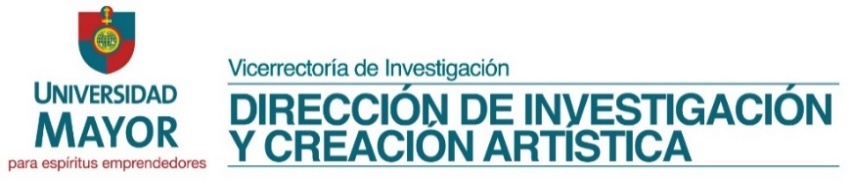 UNIVERSIDAD
MAYOR
para espíritus emprendedores
Vicerrectoría de Investigación
DIRECCIÓN DE INVESTIGACIÓN
Y CREACIÓN ARTÍSTICA